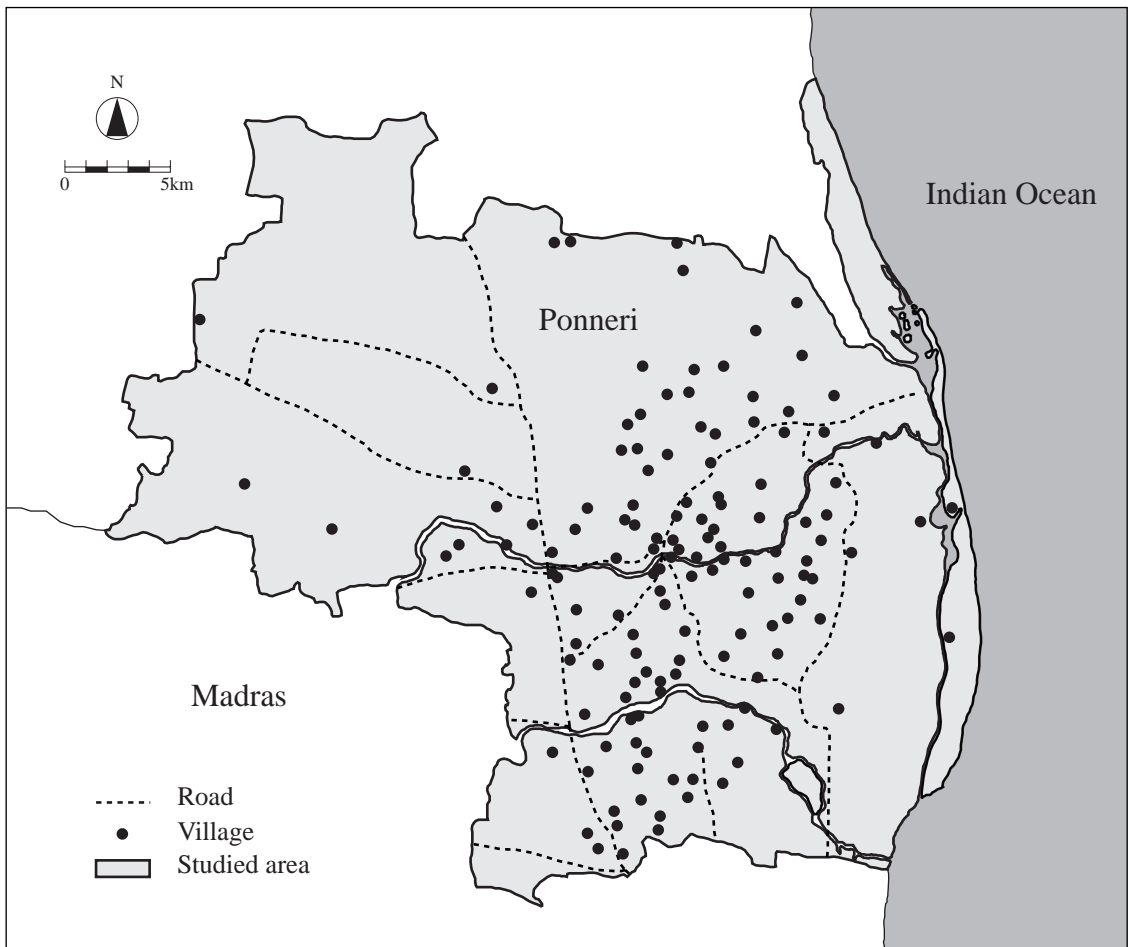 N
0 5km
Indian Ocean
Ponneri
Madras
Road
Village
Studied area